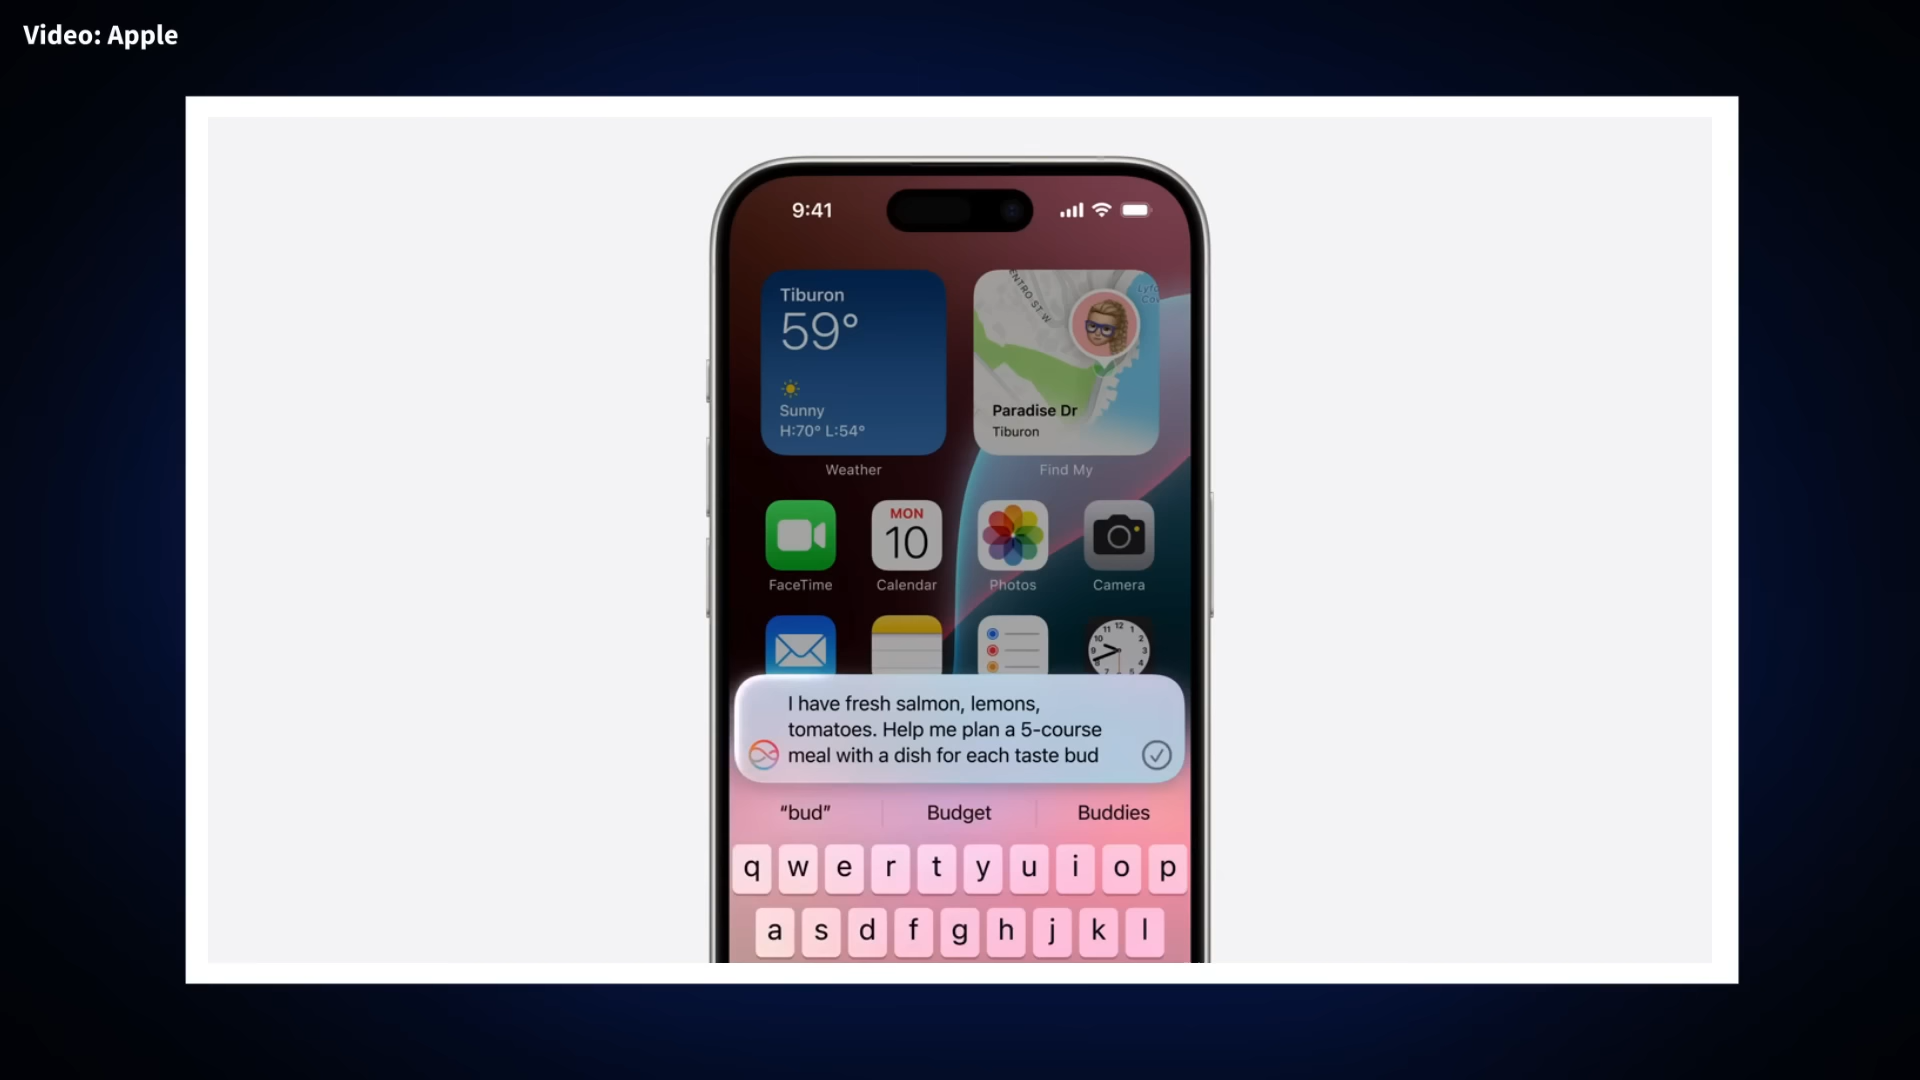 Video: Apple
9:41
Tiburon
59°
Sunny
H:70° L:54°
Weather
ENTRO ST W
Paradise Dr
Tiburon
Find My
FaceTime
MON
10
Calendar
Photos
Camera
I have fresh salmon, lemons,
tomatoes. Help me plan a 5-course
meal with a dish for each taste bud
“bud”
Budget
Buddies
q w e r t y u i o p
a s d f g h j k l